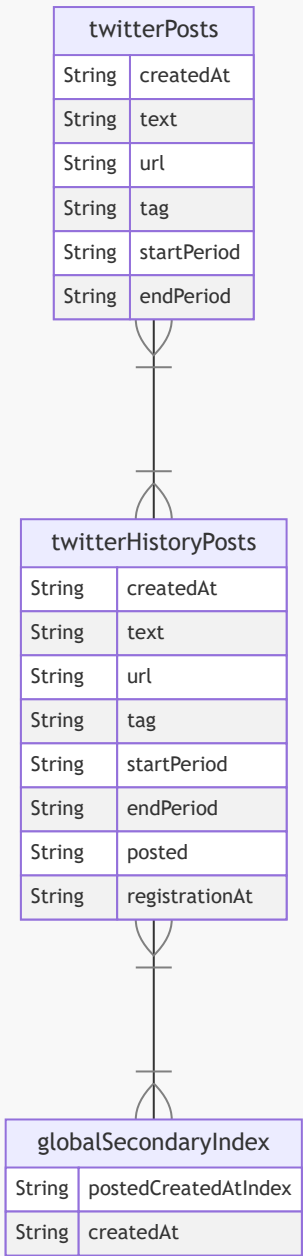 twitterPosts
String createdAt
String text
String url
String tag
String startPeriod
String endPeriod
twitterHistoryPosts
String createdAt
String text
String url
String tag
String startPeriod
String endPeriod
String posted
String registrationAt
globalSecondaryIndex
String postedCreatedAtIndex
String createdAt